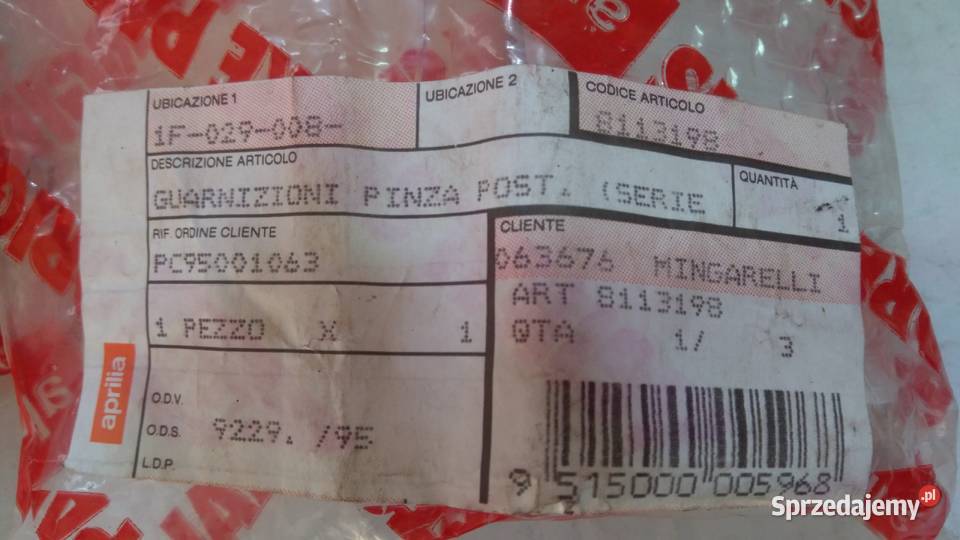 UBICAZIONE 1
1F-029-008-
UBICAZIONE 2
CODICE ARTICOLO
8113198
DESCRIZIONE ARTICOLO
GUARNIZIONI PINZA POST. (SERIE
QUANTITÀ
1
RIF. ORDINE CLIENTE
PC95001063
CLIENTE
063676 MINGARELLI
ART 8113198
QTA 1/ 3
1 PEZZO X 1
aprilia
O.D.V.
O.D.S. 9229. /95
L.D.P.
9 515000 005968
Sprzedajemy.pl